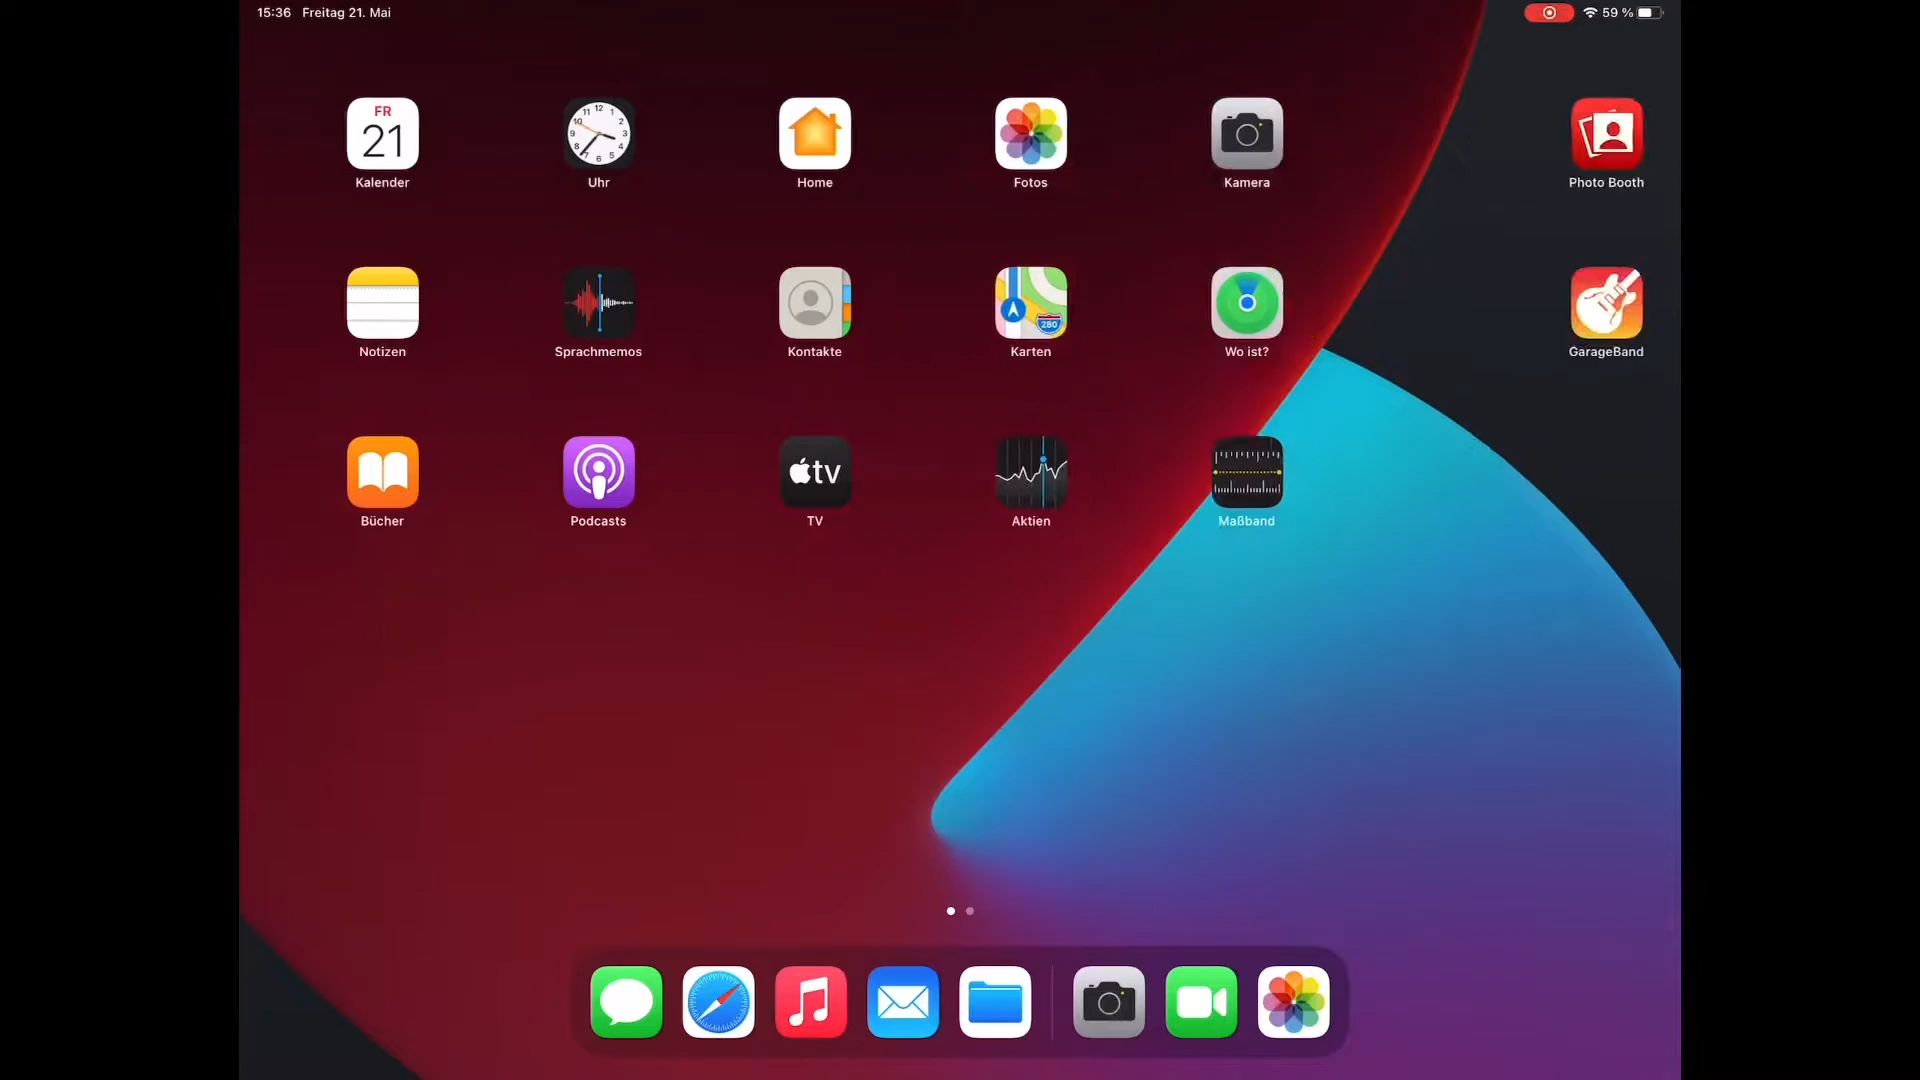 15:36 Freitag 21. Mai
59 %
FR
21
Kalender
Uhr
Home
Fotos
Kamera
Photo Booth
Notizen
Sprachmemos
Kontakte
280
Karten
Wo ist?
GarageBand
Bücher
Podcasts
tv
TV
Aktien
Maßband